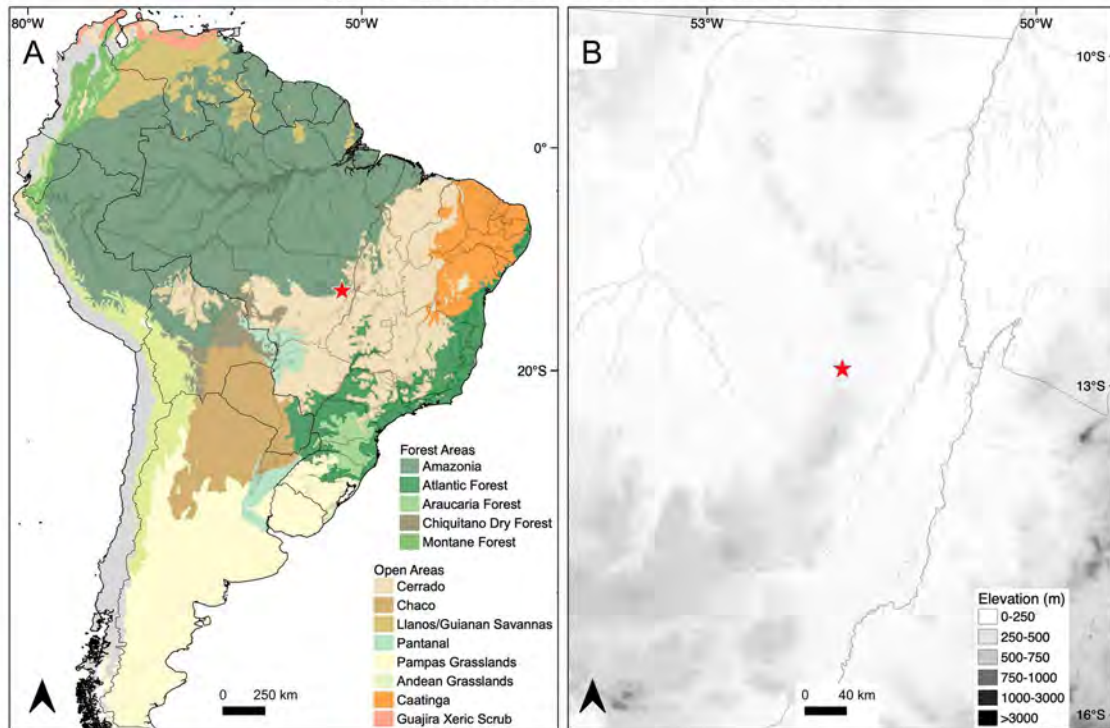 80°W
50°W
A
0°
20°S
Forest Areas
Amazonia
Atlantic Forest
Araucaria Forest
Chiquitano Dry Forest
Montane Forest
Open Areas
Cerrado
Chaco
Llanos/Guianan Savannas
Pantanal
Pampas Grasslands
Andean Grasslands
Caatinga
Guajira Xeric Scrub
0 250 km
53°W
50°W
B
10°S
13°S
Elevation (m)
0-250
250-500
500-750
750-1000
1000-3000
>3000
0 40 km
16°S